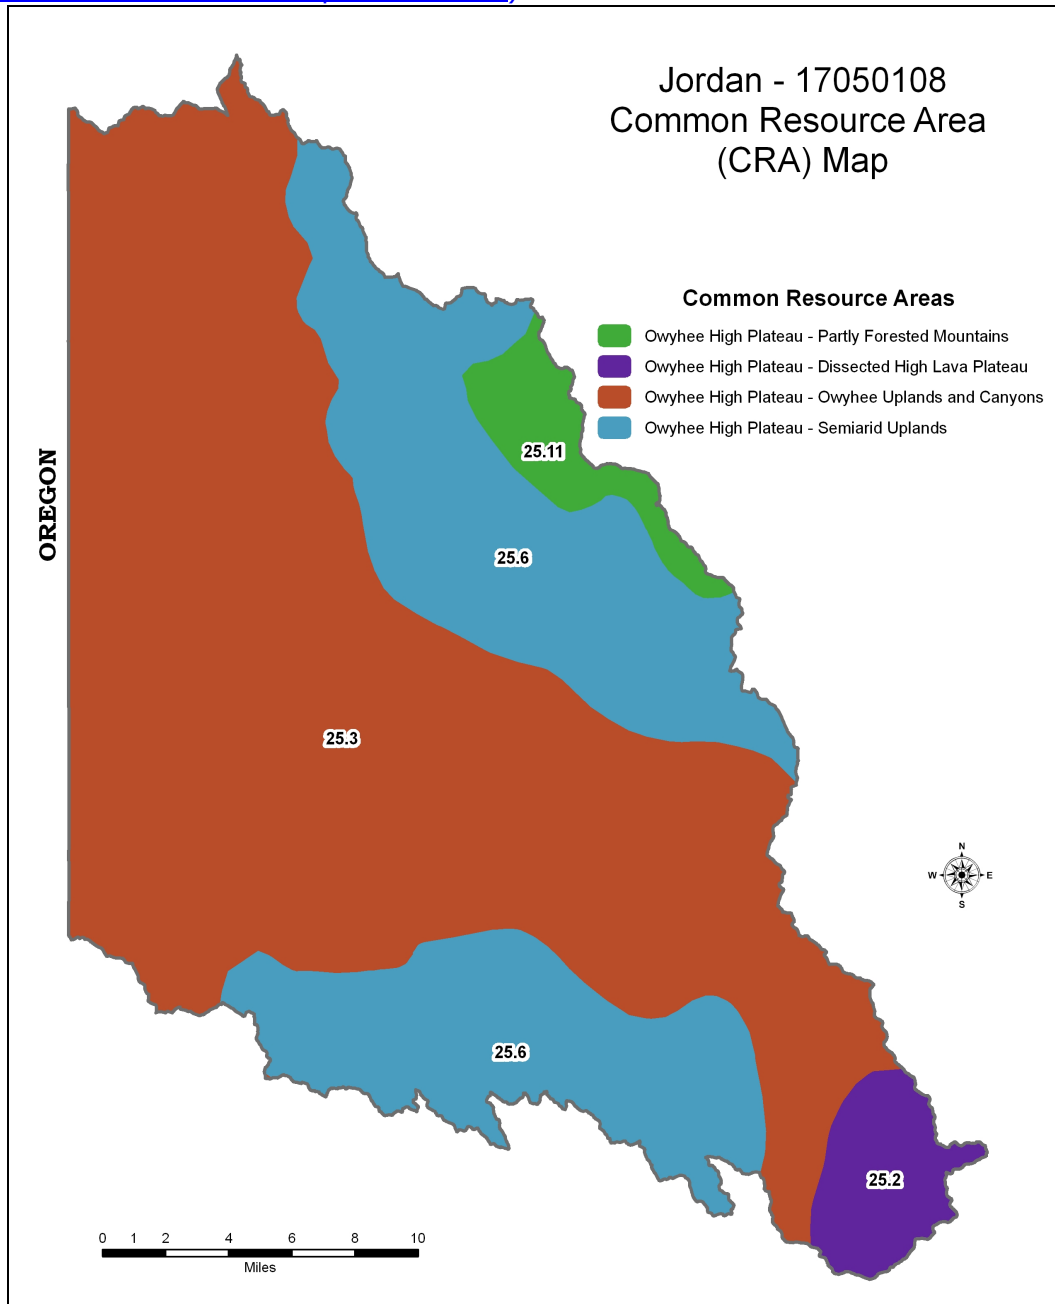 Jordan - 17050108
Common Resource Area
(CRA) Map
Common Resource Areas
Owyhee High Plateau - Partly Forested Mountains
Owyhee High Plateau - Dissected High Lava Plateau
Owyhee High Plateau - Owyhee Uplands and Canyons
Owyhee High Plateau - Semiarid Uplands
25.11
OREGON
25.6
25.3
N
W E
S
25.6
25.2
0 1 2 4 6 8 10
Miles